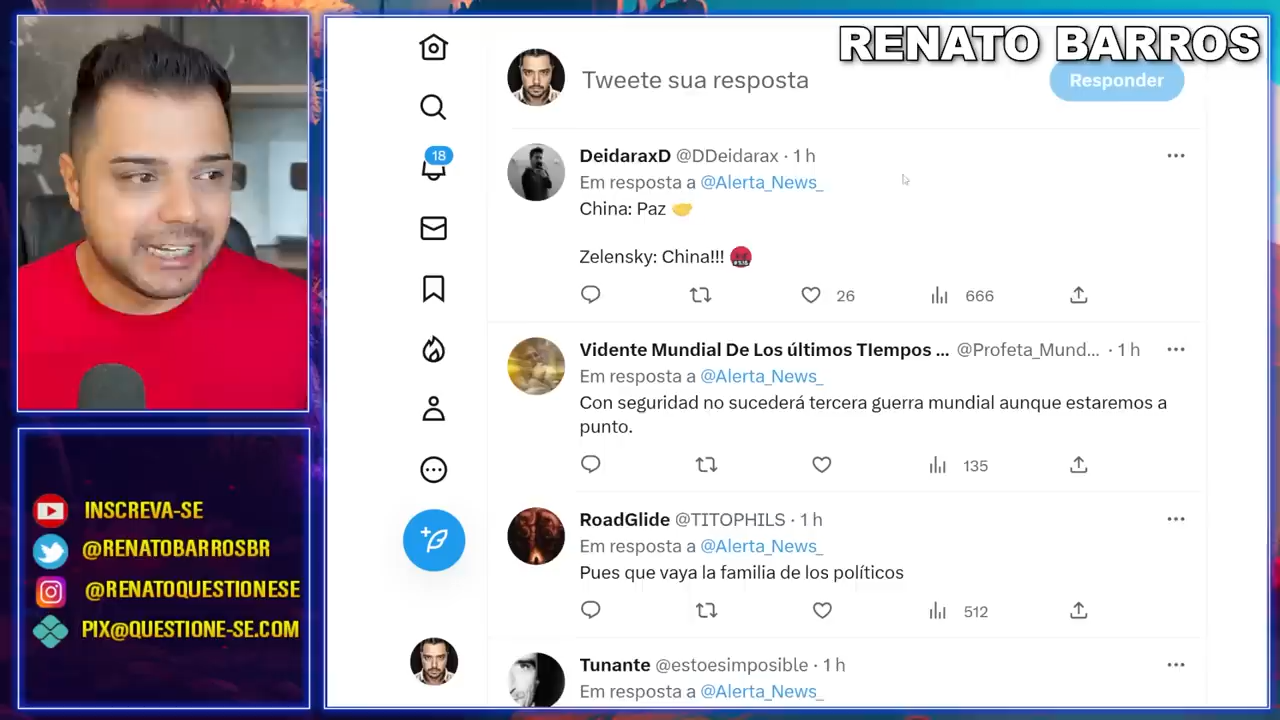 RENATO BARROS
Tweete sua resposta
Responder
18
DeidaraxD @DDeidarax · 1 h
Em resposta a @Alerta_News_
China: Paz 🤝
Zelensky: China!!! 🤬
26
666
Vidente Mundial De Los últimos TIempos ... @Profeta_Mund... · 1 h
Em resposta a @Alerta_News_
Con seguridad no sucederá tercera guerra mundial aunque estaremos a
punto.
135
RoadGlide @TITOPHILS · 1 h
Em resposta a @Alerta_News_
Pues que vaya la familia de los políticos
512
Tunante @estoesimposible · 1 h
Em resposta a @Alerta_News_
INSCREVA-SE
@RENATOBARROSBR
@RENATOQUESTIONESE
PIX@QUESTIONE-SE.COM